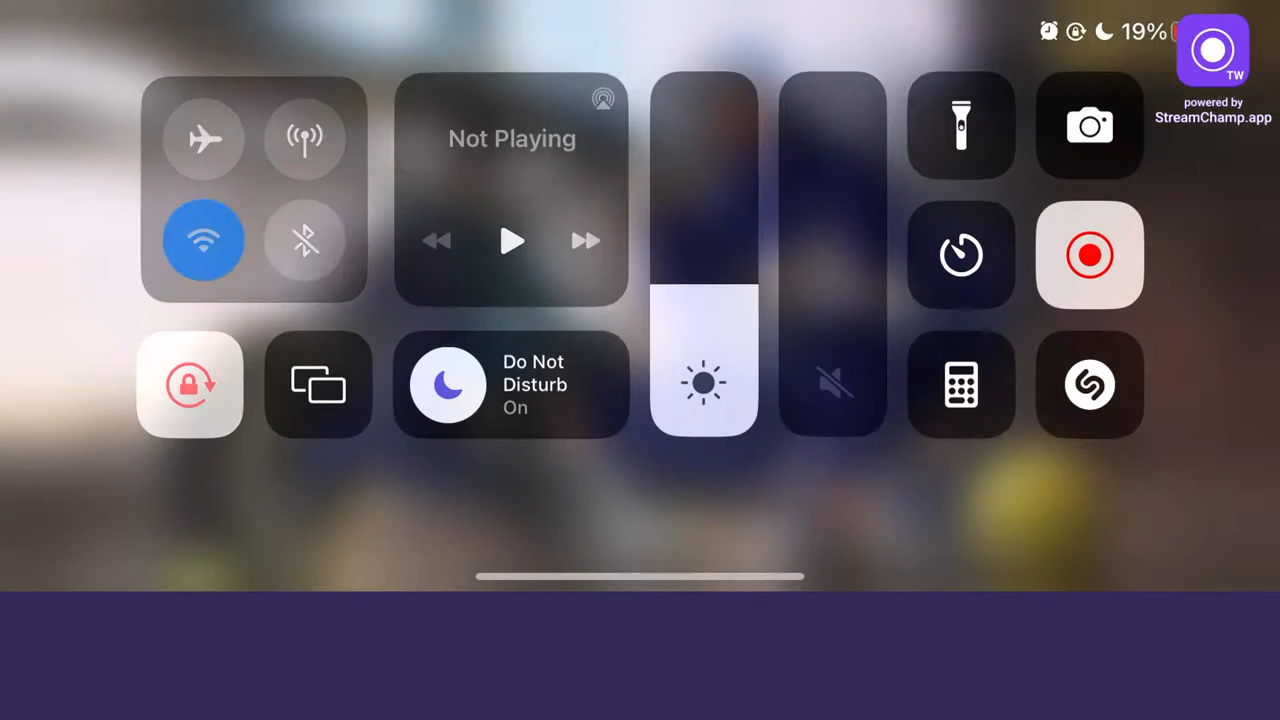 19%
TW
powered by
StreamChamp.app
Not Playing
Do Not
Disturb
On